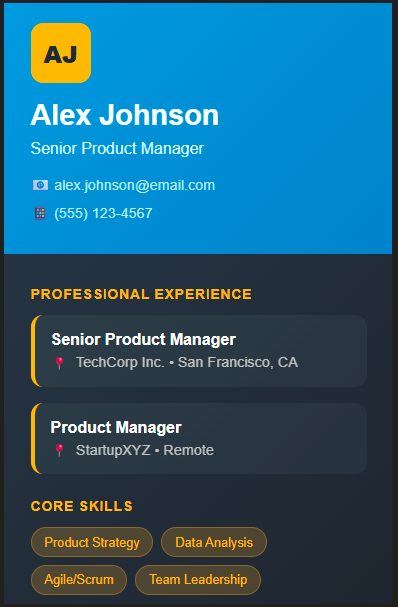 AJ
Alex Johnson
Senior Product Manager
alex.johnson@email.com
(555) 123-4567
PROFESSIONAL EXPERIENCE
Senior Product Manager
TechCorp Inc. • San Francisco, CA
Product Manager
StartupXYZ • Remote
CORE SKILLS
Product Strategy
Data Analysis
Agile/Scrum
Team Leadership